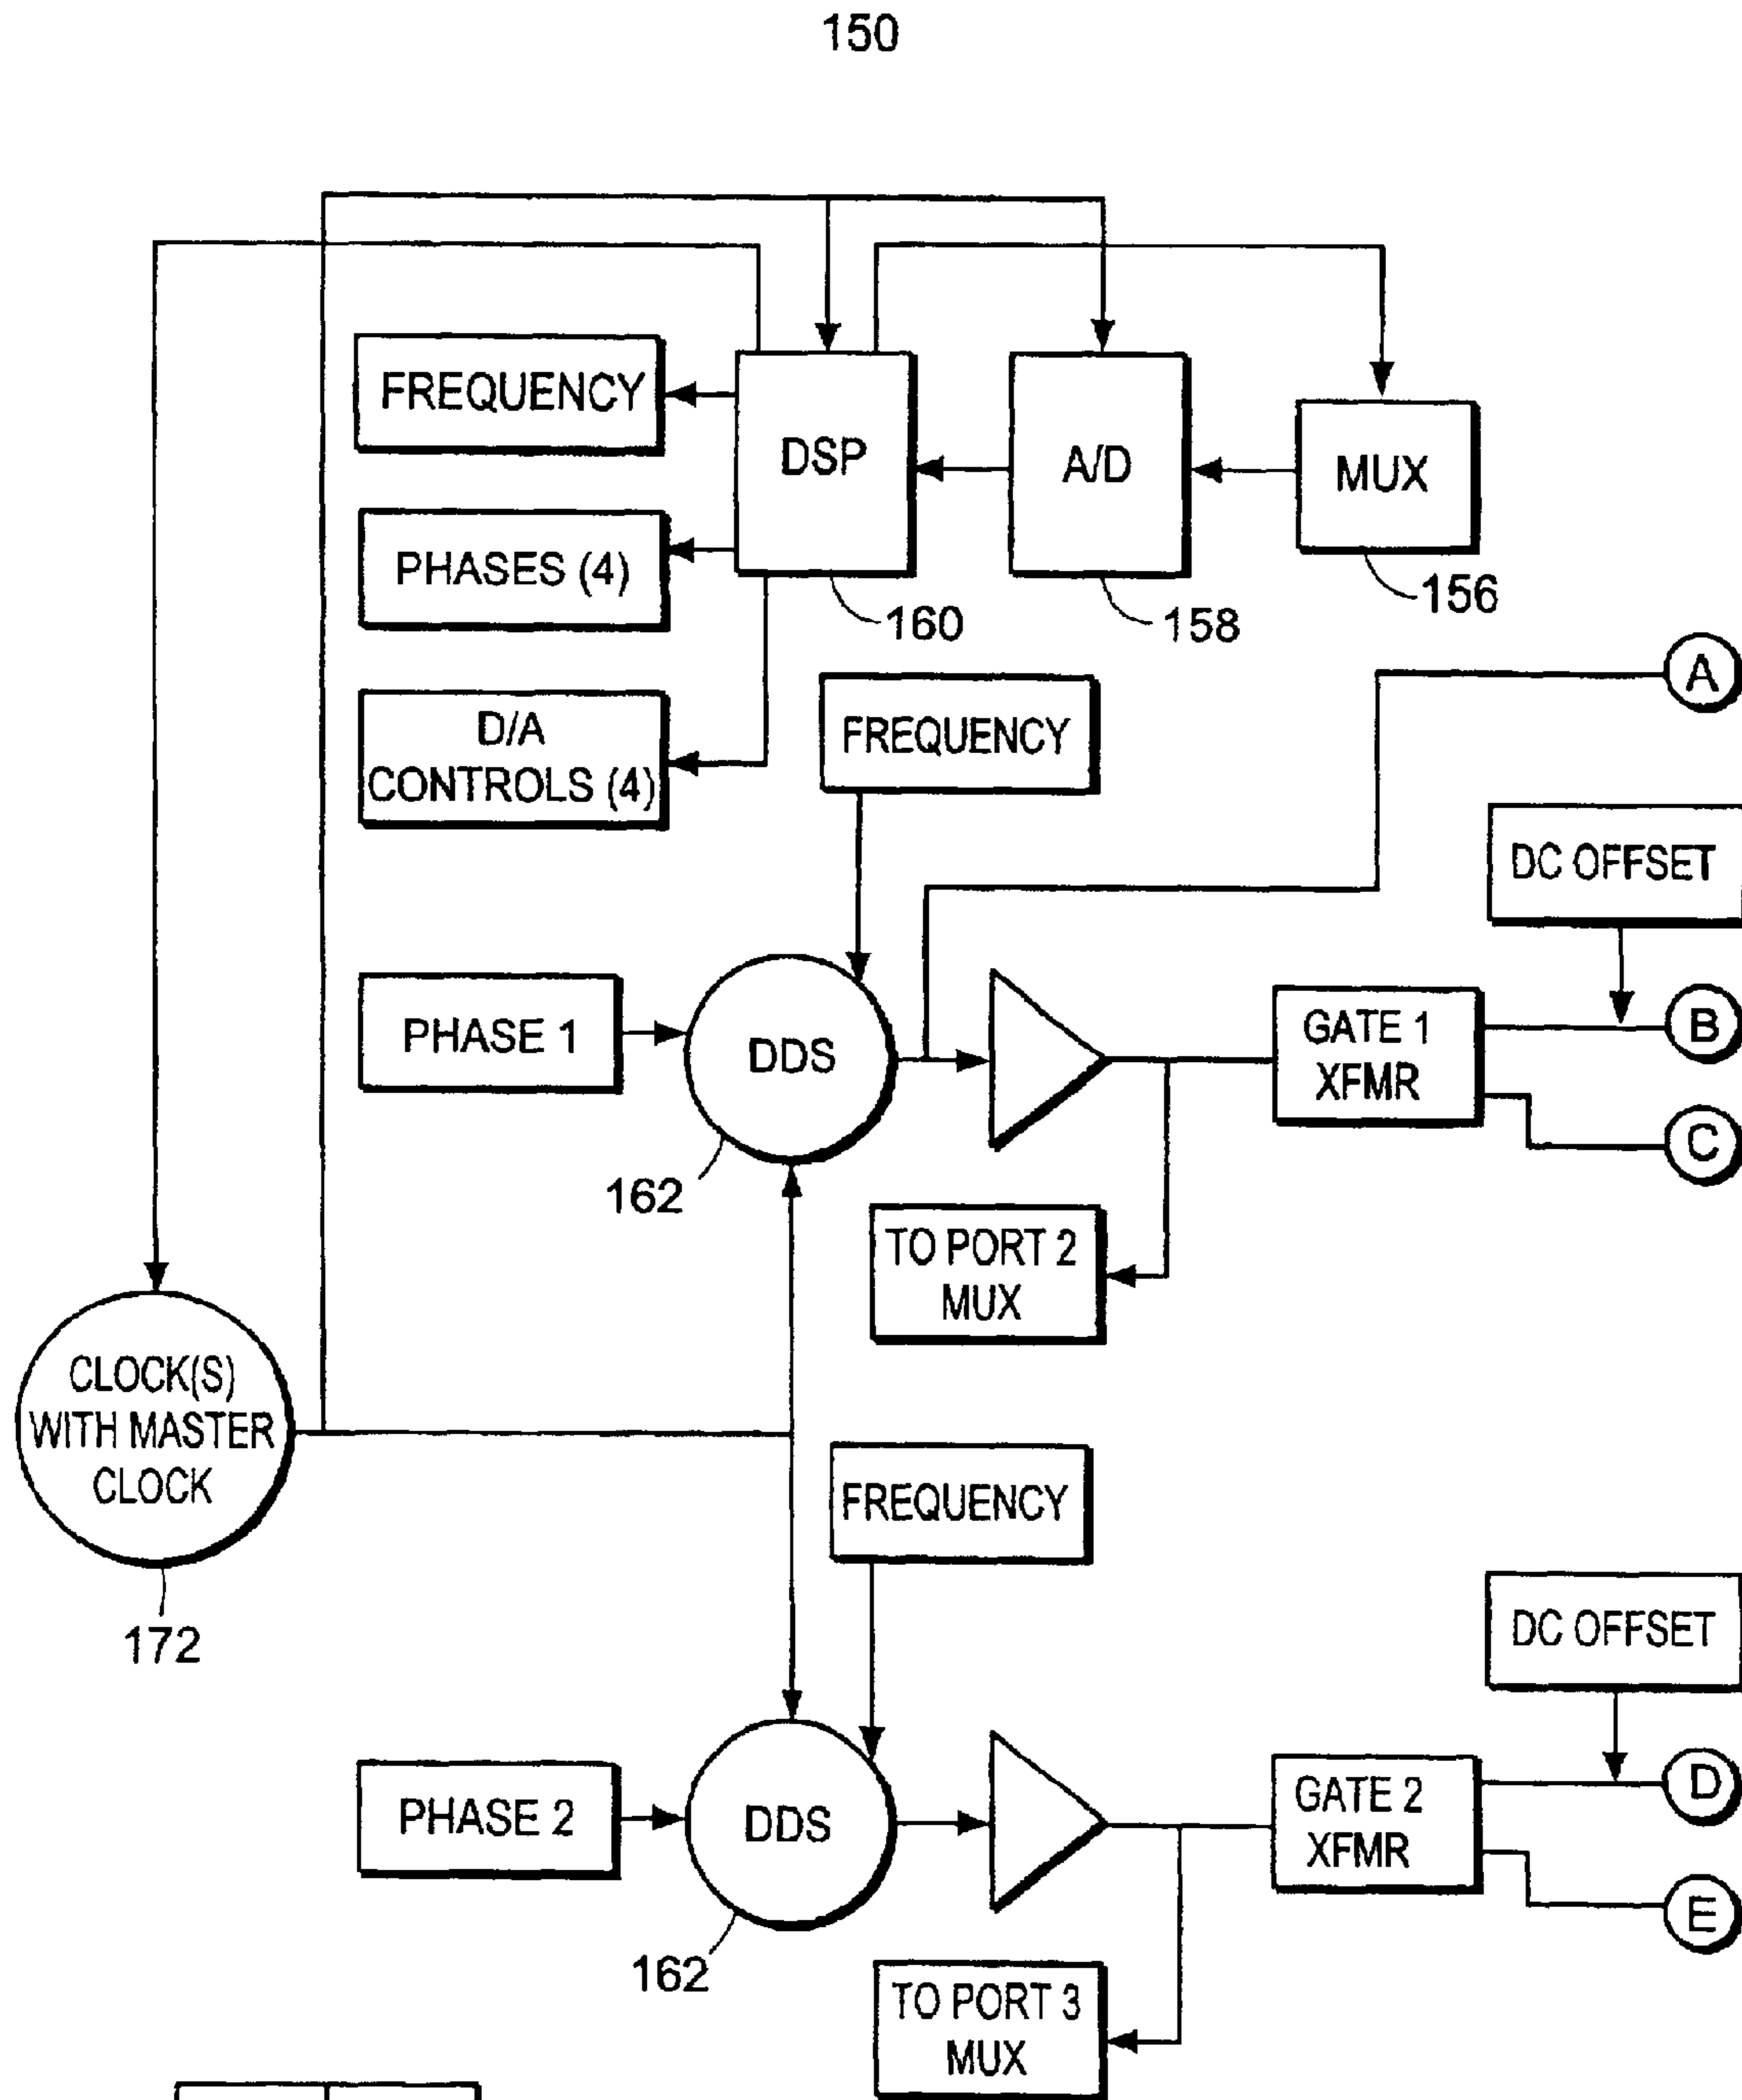 150
FREQUENCY
DSP
A/D
MUX
PHASES (4)
160
158
156
D/A
CONTROLS (4)
FREQUENCY
A
DC OFFSET
PHASE 1
DDS
GATE 1
XFMR
B
C
162
TO PORT 2
MUX
CLOCK(S)
WITH MASTER
CLOCK
172
FREQUENCY
DC OFFSET
PHASE 2
DDS
GATE 2
XFMR
D
E
162
TO PORT 3
MUX